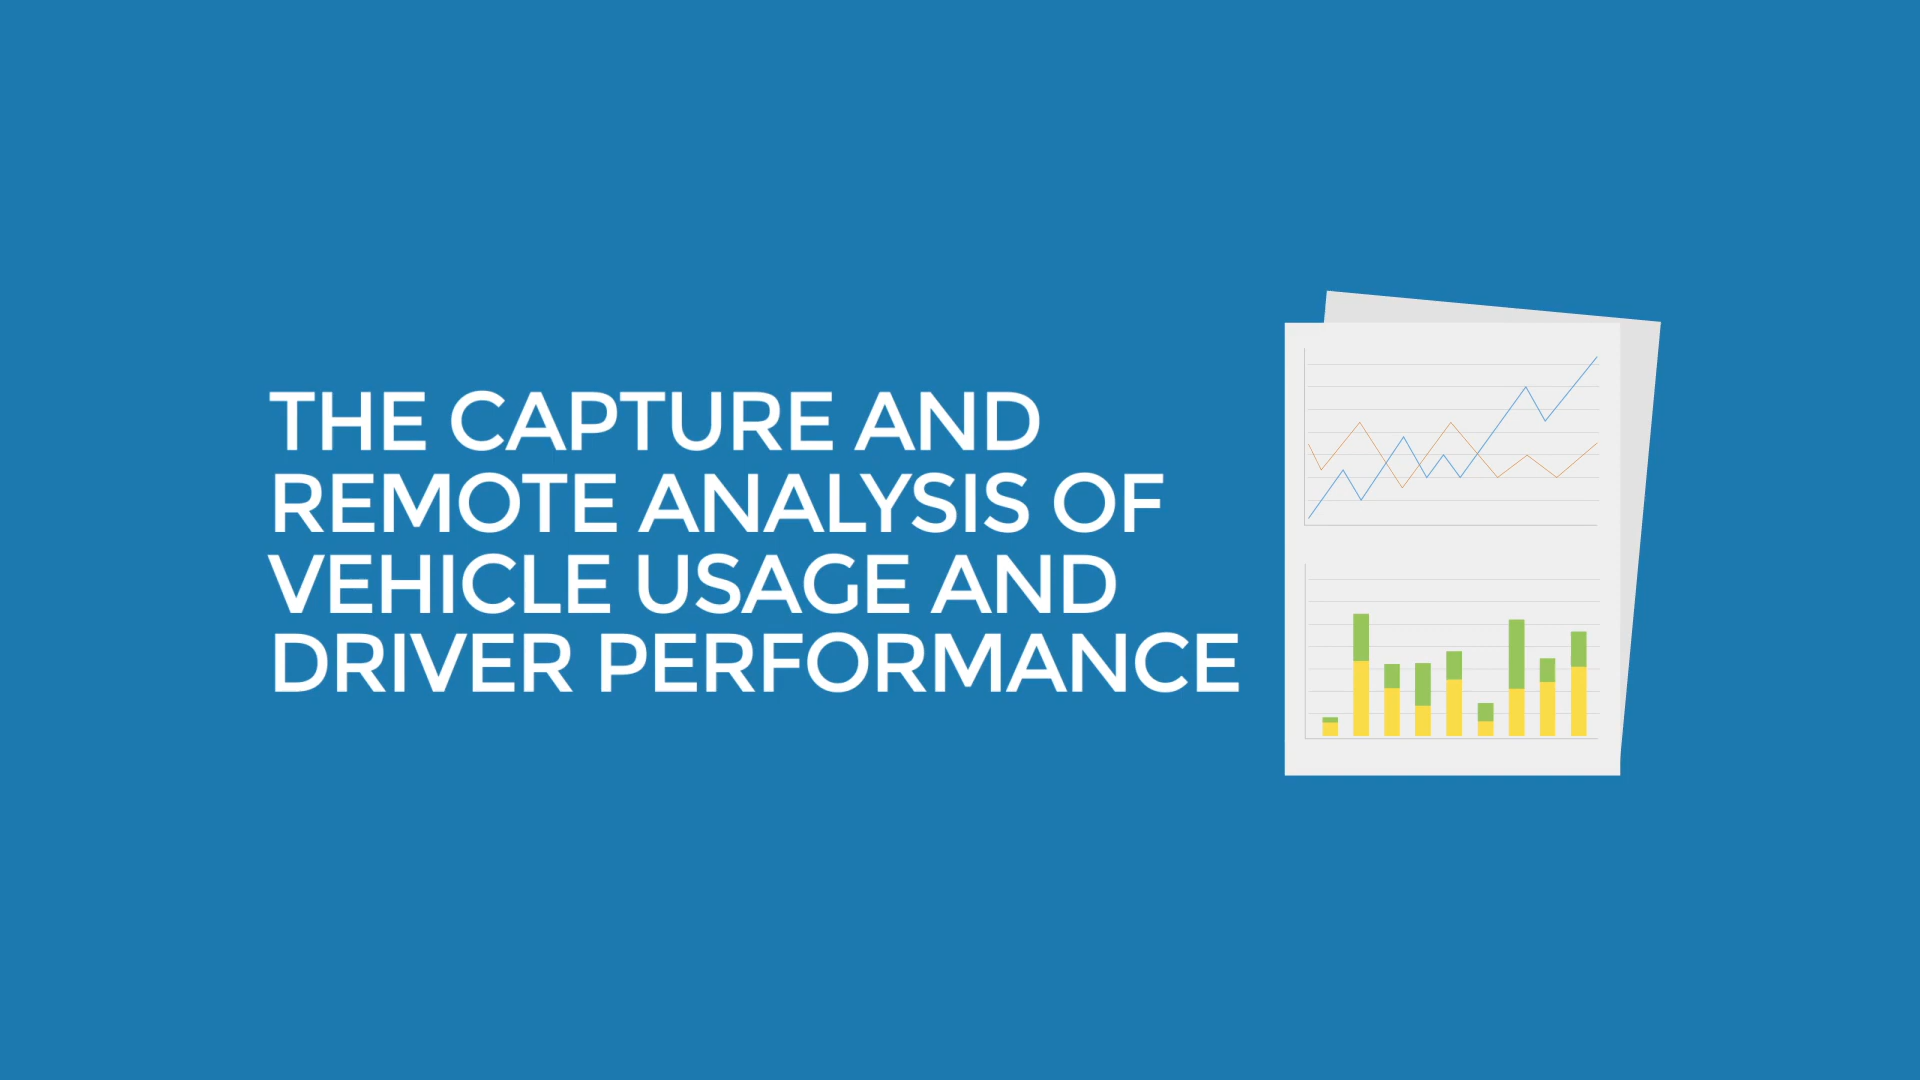 THE CAPTURE AND
REMOTE ANALYSIS OF
VEHICLE USAGE AND
DRIVER PERFORMANCE